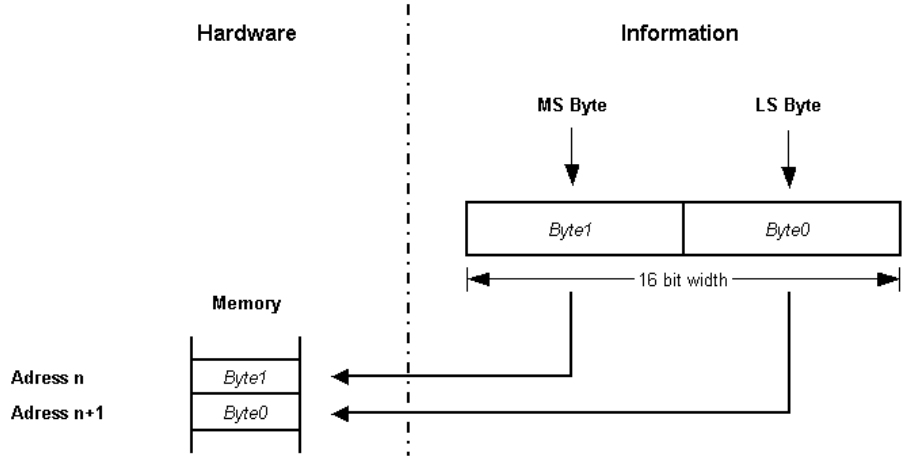 Hardware
Information
MS Byte
LS Byte
Byte1
Byte0
16 bit width
Memory
Adress n
Byte1
Adress n+1
Byte0